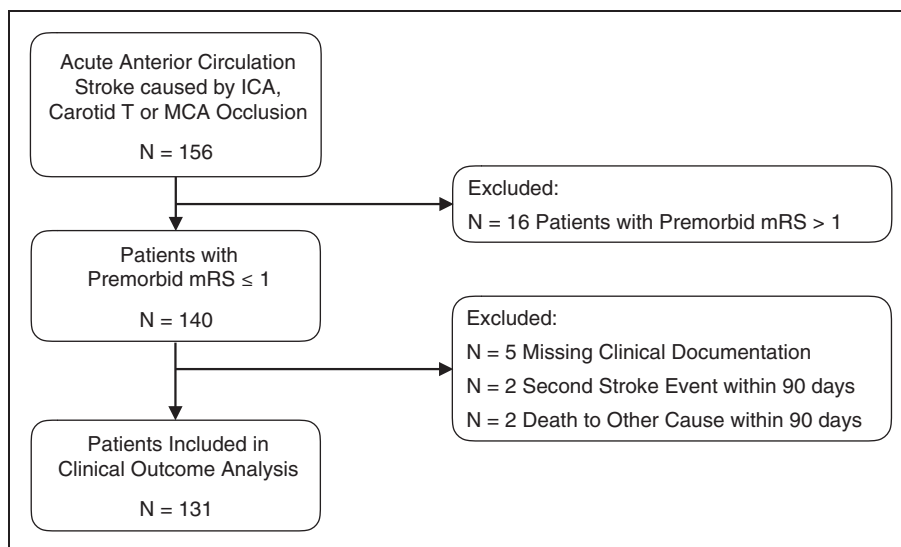 Acute Anterior Circulation
Stroke caused by ICA,
Carotid T or MCA Occlusion
N = 156
Excluded:
N = 16 Patients with Premorbid mRS > 1
Patients with
Premorbid mRS ≤ 1
N = 140
Excluded:
N = 5 Missing Clinical Documentation
N = 2 Second Stroke Event within 90 days
N = 2 Death to Other Cause within 90 days
Patients Included in
Clinical Outcome Analysis
N = 131